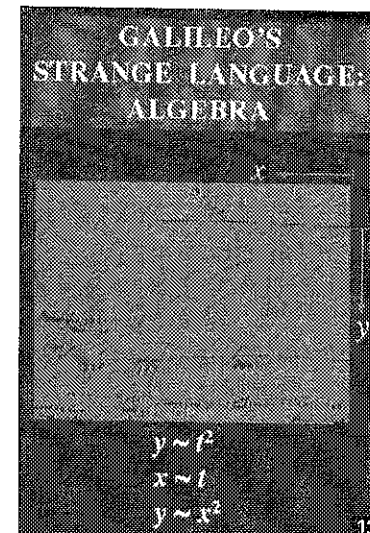 GALILEO'S
STRANGE LANGUAGE:
ALGEBRA
x
y
y ~ t²
x ~ t
y ~ x²